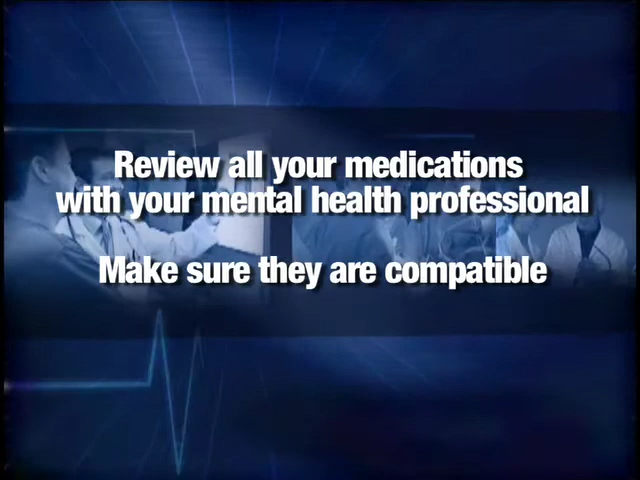 Review all your medications
with your mental health professional
Make sure they are compatible